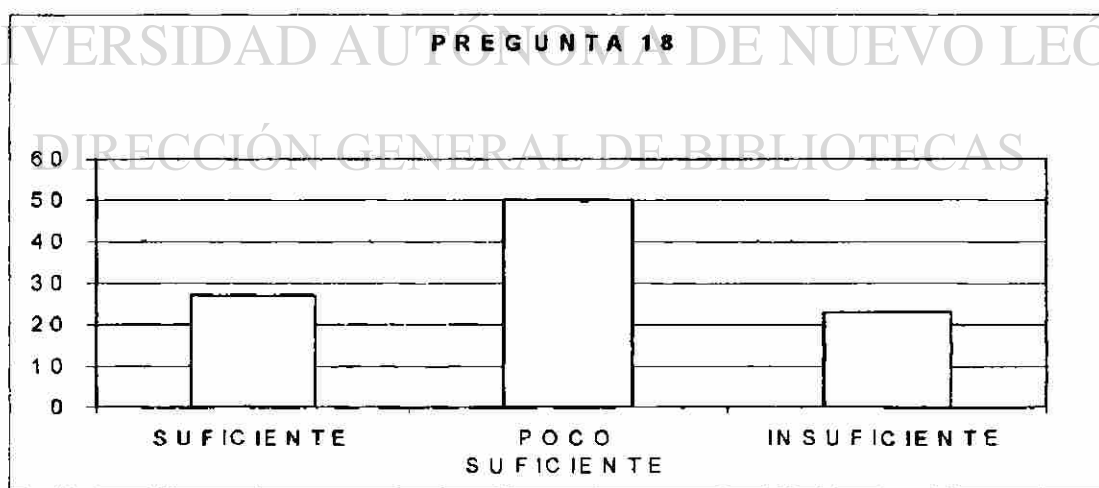 IVERSIDAD AUTÓNOMA DE NUEVO LEÓ
PREGUNTA 18
DIRECCIÓN GENERAL DE BIBLIOTECAS
60
50
40
30
20
10
0
SUFICIENTE
POCO
SUFICIENTE
INSUFICIENTE